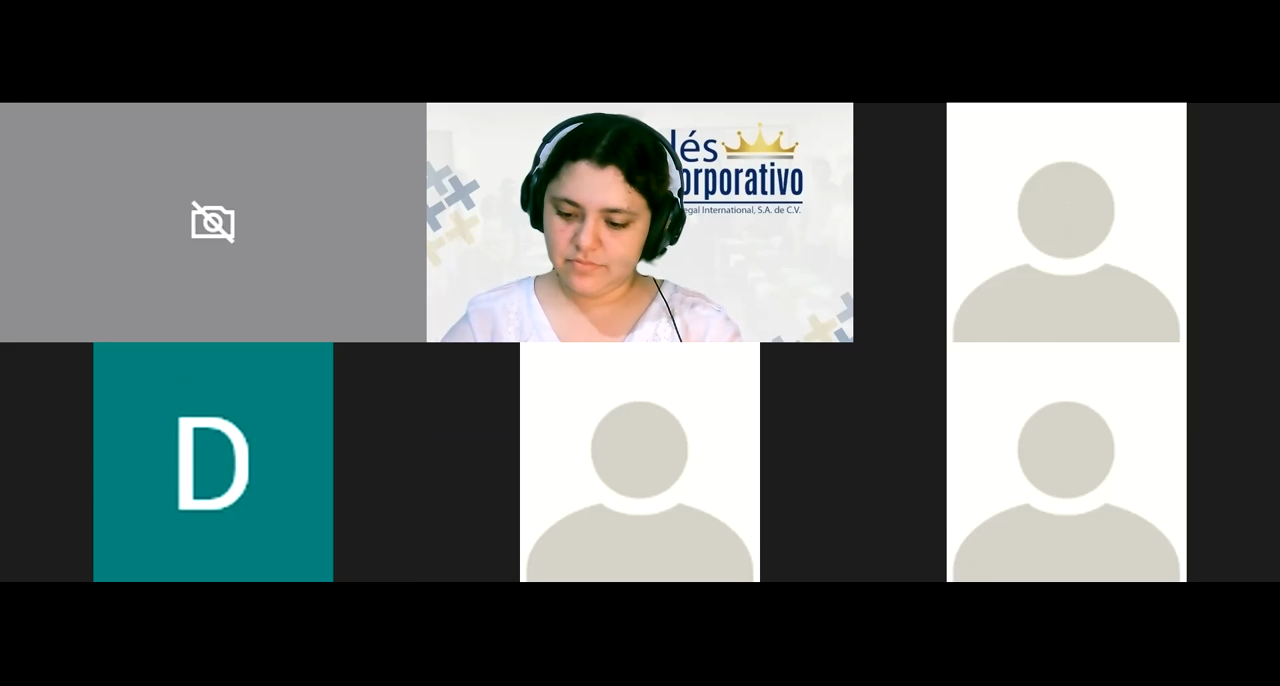 lés
orporativo
egal International, S.A. de C.V.
D